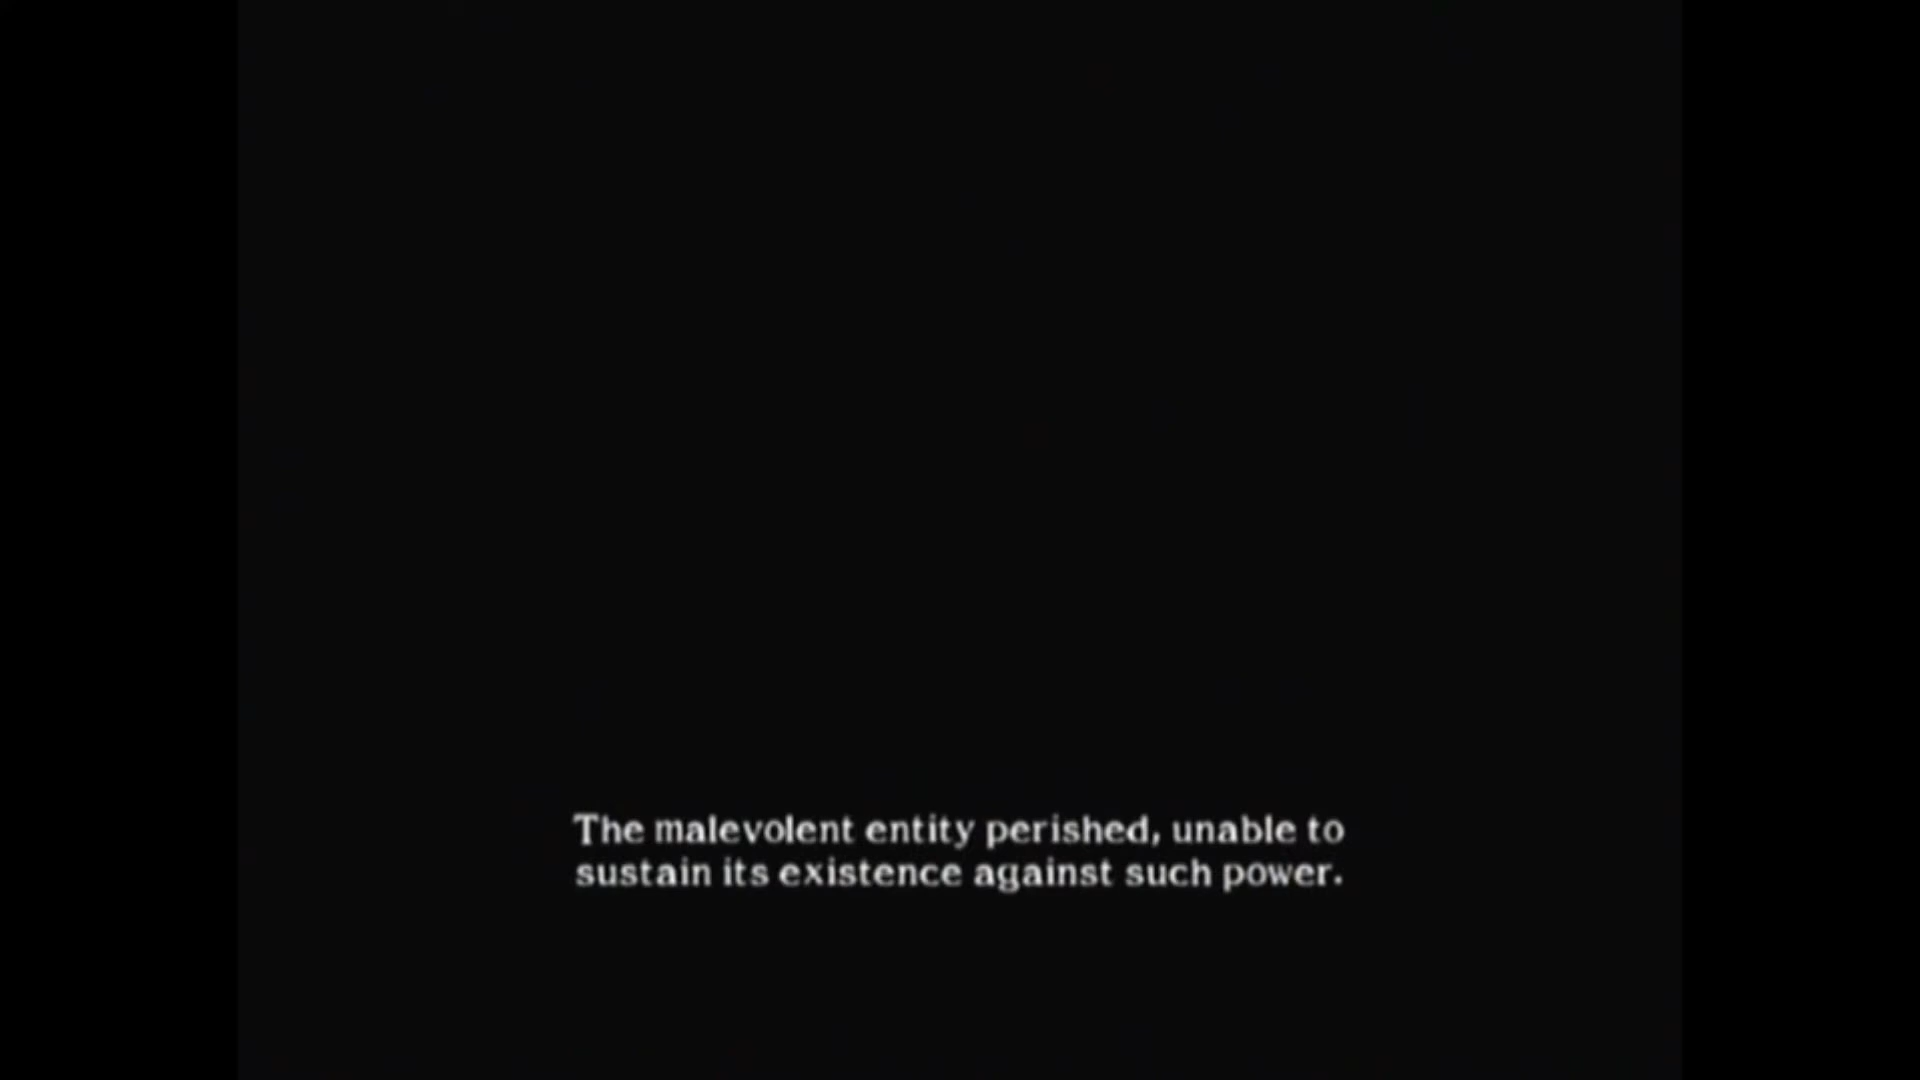 The malevolent entity perished, unable to
sustain its existence against such power.